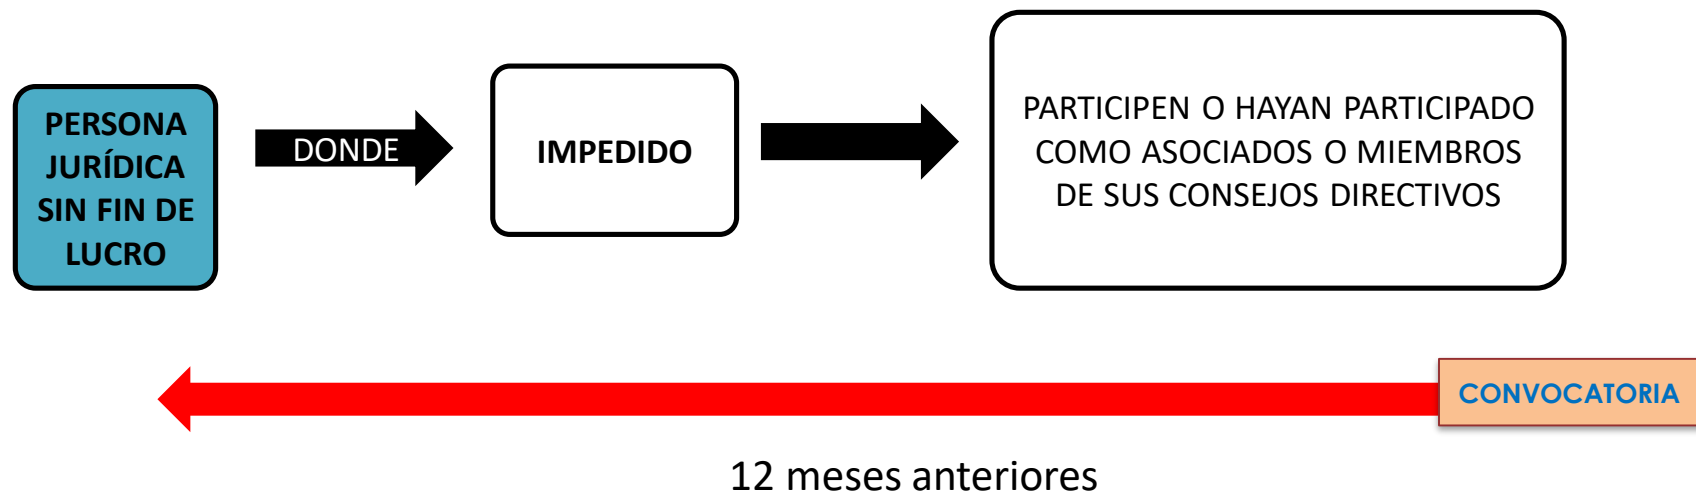 PERSONA
JURÍDICA
SIN FIN DE
LUCRO
DONDE
IMPEDIDO
PARTICIPEN O HAYAN PARTICIPADO
COMO ASOCIADOS O MIEMBROS
DE SUS CONSEJOS DIRECTIVOS
CONVOCATORIA
12 meses anteriores